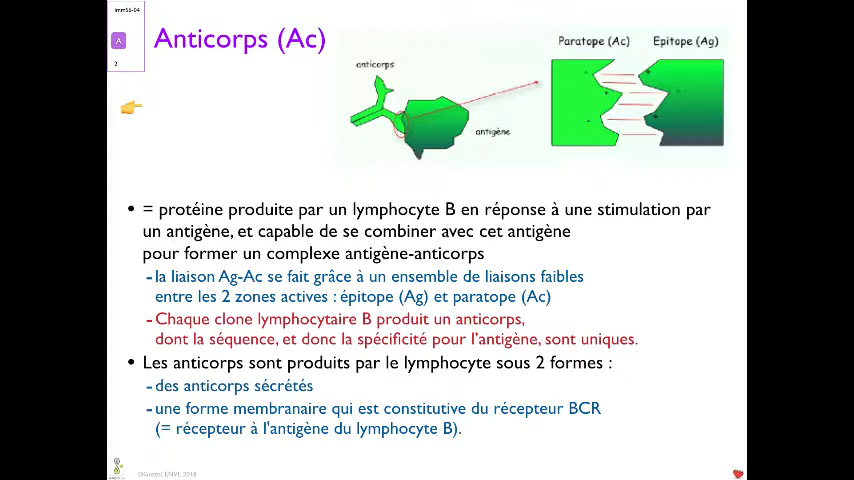 imm56-04
A
2
Anticorps (Ac)
Paratope (Ac) Epitope (Ag)
anticorps
antigène
• = protéine produite par un lymphocyte B en réponse à une stimulation par
un antigène, et capable de se combiner avec cet antigène
pour former un complexe antigène-anticorps
- la liaison Ag-Ac se fait grâce à un ensemble de liaisons faibles
entre les 2 zones actives : épitope (Ag) et paratope (Ac)
- Chaque clone lymphocytaire B produit un anticorps,
dont la séquence, et donc la spécificité pour l'antigène, sont uniques.
• Les anticorps sont produits par le lymphocyte sous 2 formes :
- des anticorps sécrétés
- une forme membranaire qui est constitutive du récepteur BCR
(= récepteur à l'antigène du lymphocyte B).
ENVL 2018